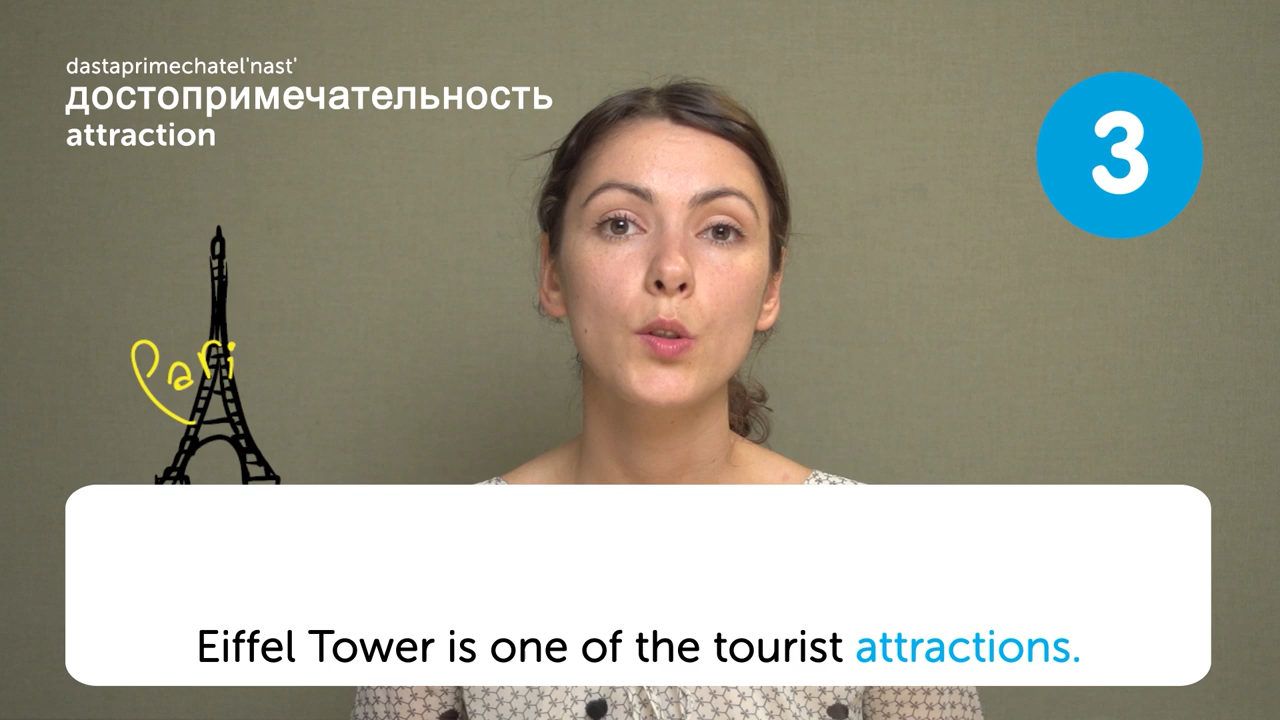 dastaprimechatel'nast'
достопримечательность
attraction
3
Pari
Eiffel Tower is one of the tourist attractions.